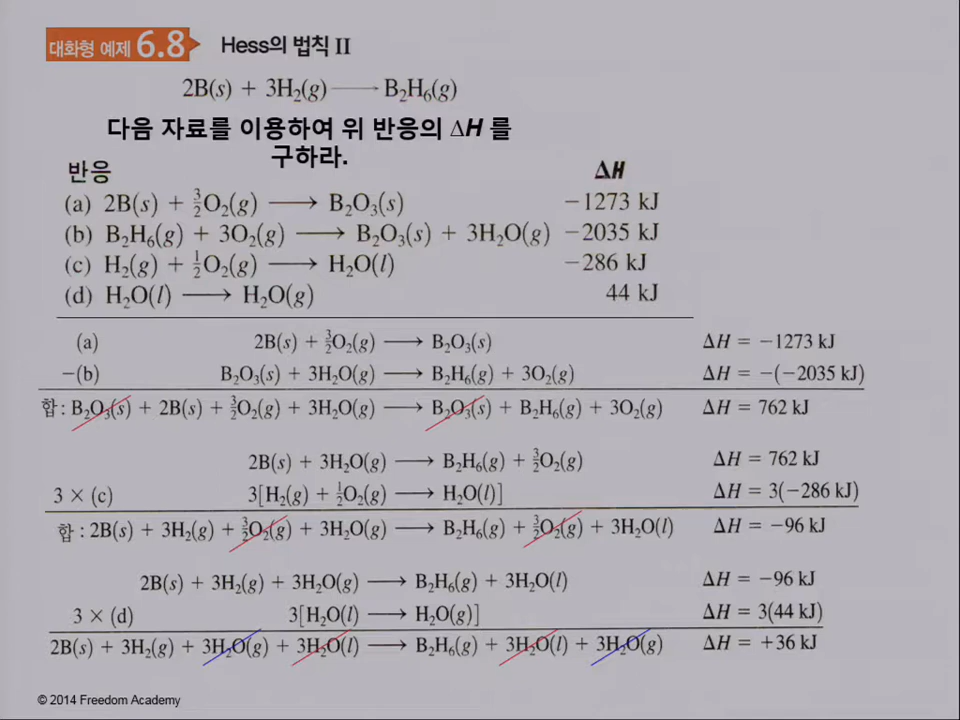 대화형 예제 6.8 Hess의 법칙 II
2B(s) + 3H₂(g) ⟶ B₂H₆(g)
다음 자료를 이용하여 위 반응의 ΔH 를
구하라.
반응 ΔH
(a) 2B(s) + 3/2O₂(g) ⟶ B₂O₃(s) −1273 kJ
(b) B₂H₆(g) + 3O₂(g) ⟶ B₂O₃(s) + 3H₂O(g) −2035 kJ
(c) H₂(g) + 1/2O₂(g) ⟶ H₂O(l) −286 kJ
(d) H₂O(l) ⟶ H₂O(g) 44 kJ
(a) 2B(s) + 3/2O₂(g) ⟶ B₂O₃(s) ΔH = −1273 kJ
−(b) B₂O₃(s) + 3H₂O(g) ⟶ B₂H₆(g) + 3O₂(g) ΔH = −(−2035 kJ)
합 : B₂O₃(s) + 2B(s) + 3/2O₂(g) + 3H₂O(g) ⟶ B₂O₃(s) + B₂H₆(g) + 3O₂(g) ΔH = 762 kJ
2B(s) + 3H₂O(g) ⟶ B₂H₆(g) + 3/2O₂(g) ΔH = 762 kJ
3 × (c) 3[H₂(g) + 1/2O₂(g) ⟶ H₂O(l)] ΔH = 3(−286 kJ)
합 : 2B(s) + 3H₂(g) + 3/2O₂(g) + 3H₂O(g) ⟶ B₂H₆(g) + 3/2O₂(g) + 3H₂O(l) ΔH = −96 kJ
2B(s) + 3H₂(g) + 3H₂O(g) ⟶ B₂H₆(g) + 3H₂O(l) ΔH = −96 kJ
3 × (d) 3[H₂O(l) ⟶ H₂O(g)] ΔH = 3(44 kJ)
2B(s) + 3H₂(g) + 3H₂O(g) + 3H₂O(l) ⟶ B₂H₆(g) + 3H₂O(l) + 3H₂O(g) ΔH = +36 kJ
© 2014 Freedom Academy